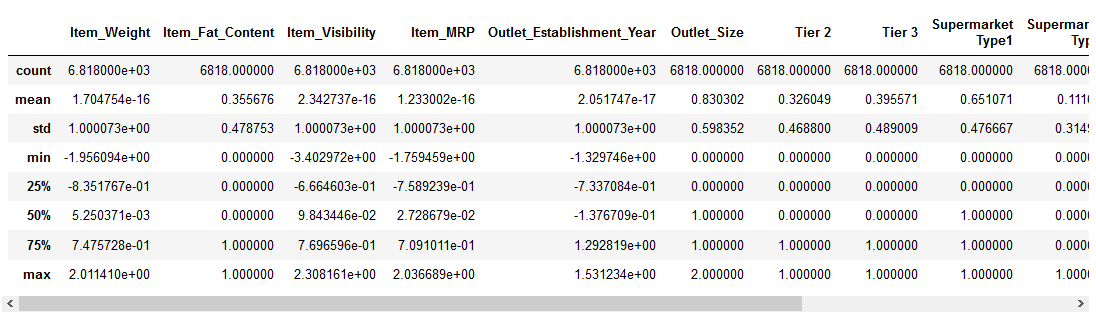 Item_Weight Item_Fat_Content Item_Visibility Item_MRP Outlet_Establishment_Year Outlet_Size Tier 2 Tier 3 Supermarket Type1 Supermar Typ
count 6.818000e+03 6818.000000 6.818000e+03 6.818000e+03 6.818000e+03 6818.000000 6818.000000 6818.000000 6818.000000 6818.000
mean 1.704754e-16 0.355676 2.342737e-16 1.233002e-16 2.051747e-17 0.830302 0.326049 0.395571 0.651071 0.111
std 1.000073e+00 0.478753 1.000073e+00 1.000073e+00 1.000073e+00 0.598352 0.468800 0.489009 0.476667 0.314
min -1.956094e+00 0.000000 -3.402972e+00 -1.759459e+00 -1.329746e+00 0.000000 0.000000 0.000000 0.000000 0.000
25% -8.351767e-01 0.000000 -6.664603e-01 -7.589239e-01 -7.337084e-01 0.000000 0.000000 0.000000 0.000000 0.000
50% 5.250371e-03 0.000000 9.843446e-02 2.728679e-02 -1.376709e-01 1.000000 0.000000 0.000000 1.000000 0.000
75% 7.475728e-01 1.000000 7.696596e-01 7.091011e-01 1.292819e+00 1.000000 1.000000 1.000000 1.000000 0.000
max 2.011410e+00 1.000000 2.308161e+00 2.036689e+00 1.531234e+00 2.000000 1.000000 1.000000 1.000000 1.000